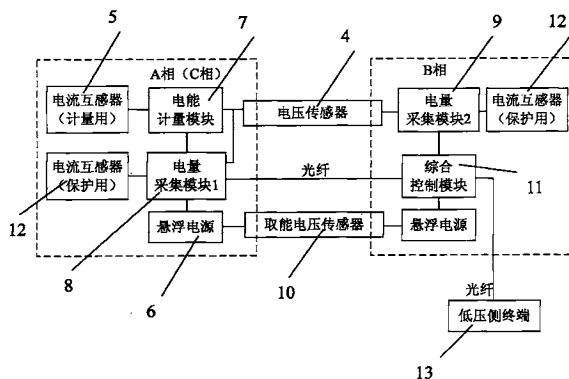 5
7
4
9
12
A相（C相）
B相
电流互感器
（计量用）
电能
计量模块
电压传感器
电量
采集模块2
电流互感器
（保护用）
电流互感器
（保护用）
电量
采集模块1
光纤
综合
控制模块
12
11
悬浮电源
取能电压传感器
悬浮电源
8
6
10
光纤
低压侧终端
13